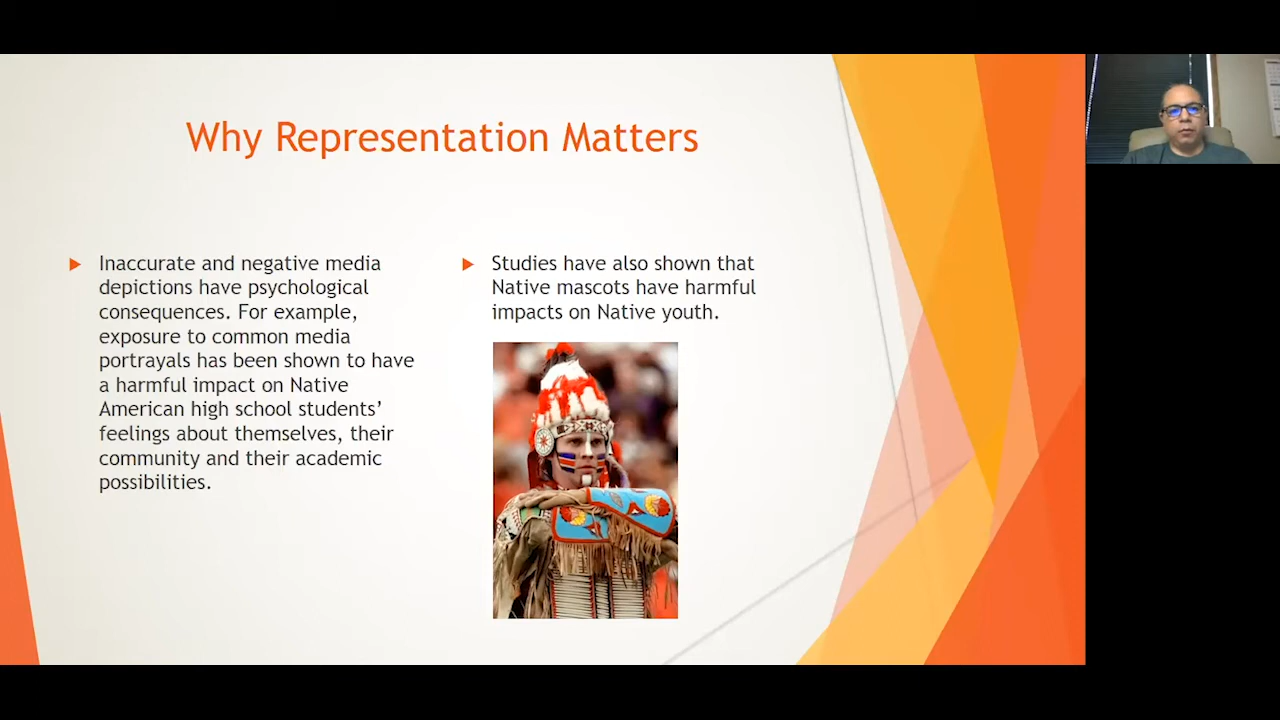 Why Representation Matters
Inaccurate and negative media
depictions have psychological
consequences. For example,
exposure to common media
portrayals has been shown to have
a harmful impact on Native
American high school students’
feelings about themselves, their
community and their academic
possibilities.
Studies have also shown that
Native mascots have harmful
impacts on Native youth.